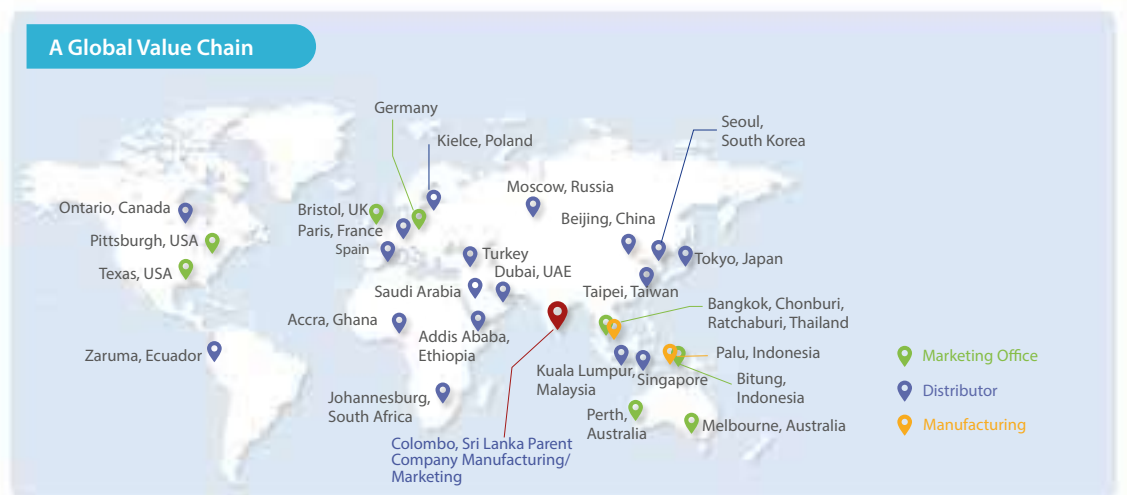 A Global Value Chain
Germany
Kielce, Poland
Seoul,
South Korea
Moscow, Russia
Ontario, Canada
Bristol, UK
Beijing, China
Paris, France
Pittsburgh, USA
Spain
Turkey
Tokyo, Japan
Texas, USA
Dubai, UAE
Saudi Arabia
Taipei, Taiwan
Bangkok, Chonburi,
Ratchaburi, Thailand
Accra, Ghana
Addis Ababa,
Ethiopia
Zaruma, Ecuador
Palu, Indonesia
Kuala Lumpur,
Malaysia
Singapore
Bitung,
Indonesia
Johannesburg,
South Africa
Perth,
Australia
Melbourne, Australia
Colombo, Sri Lanka Parent
Company Manufacturing/
Marketing
Marketing Office
Distributor
Manufacturing